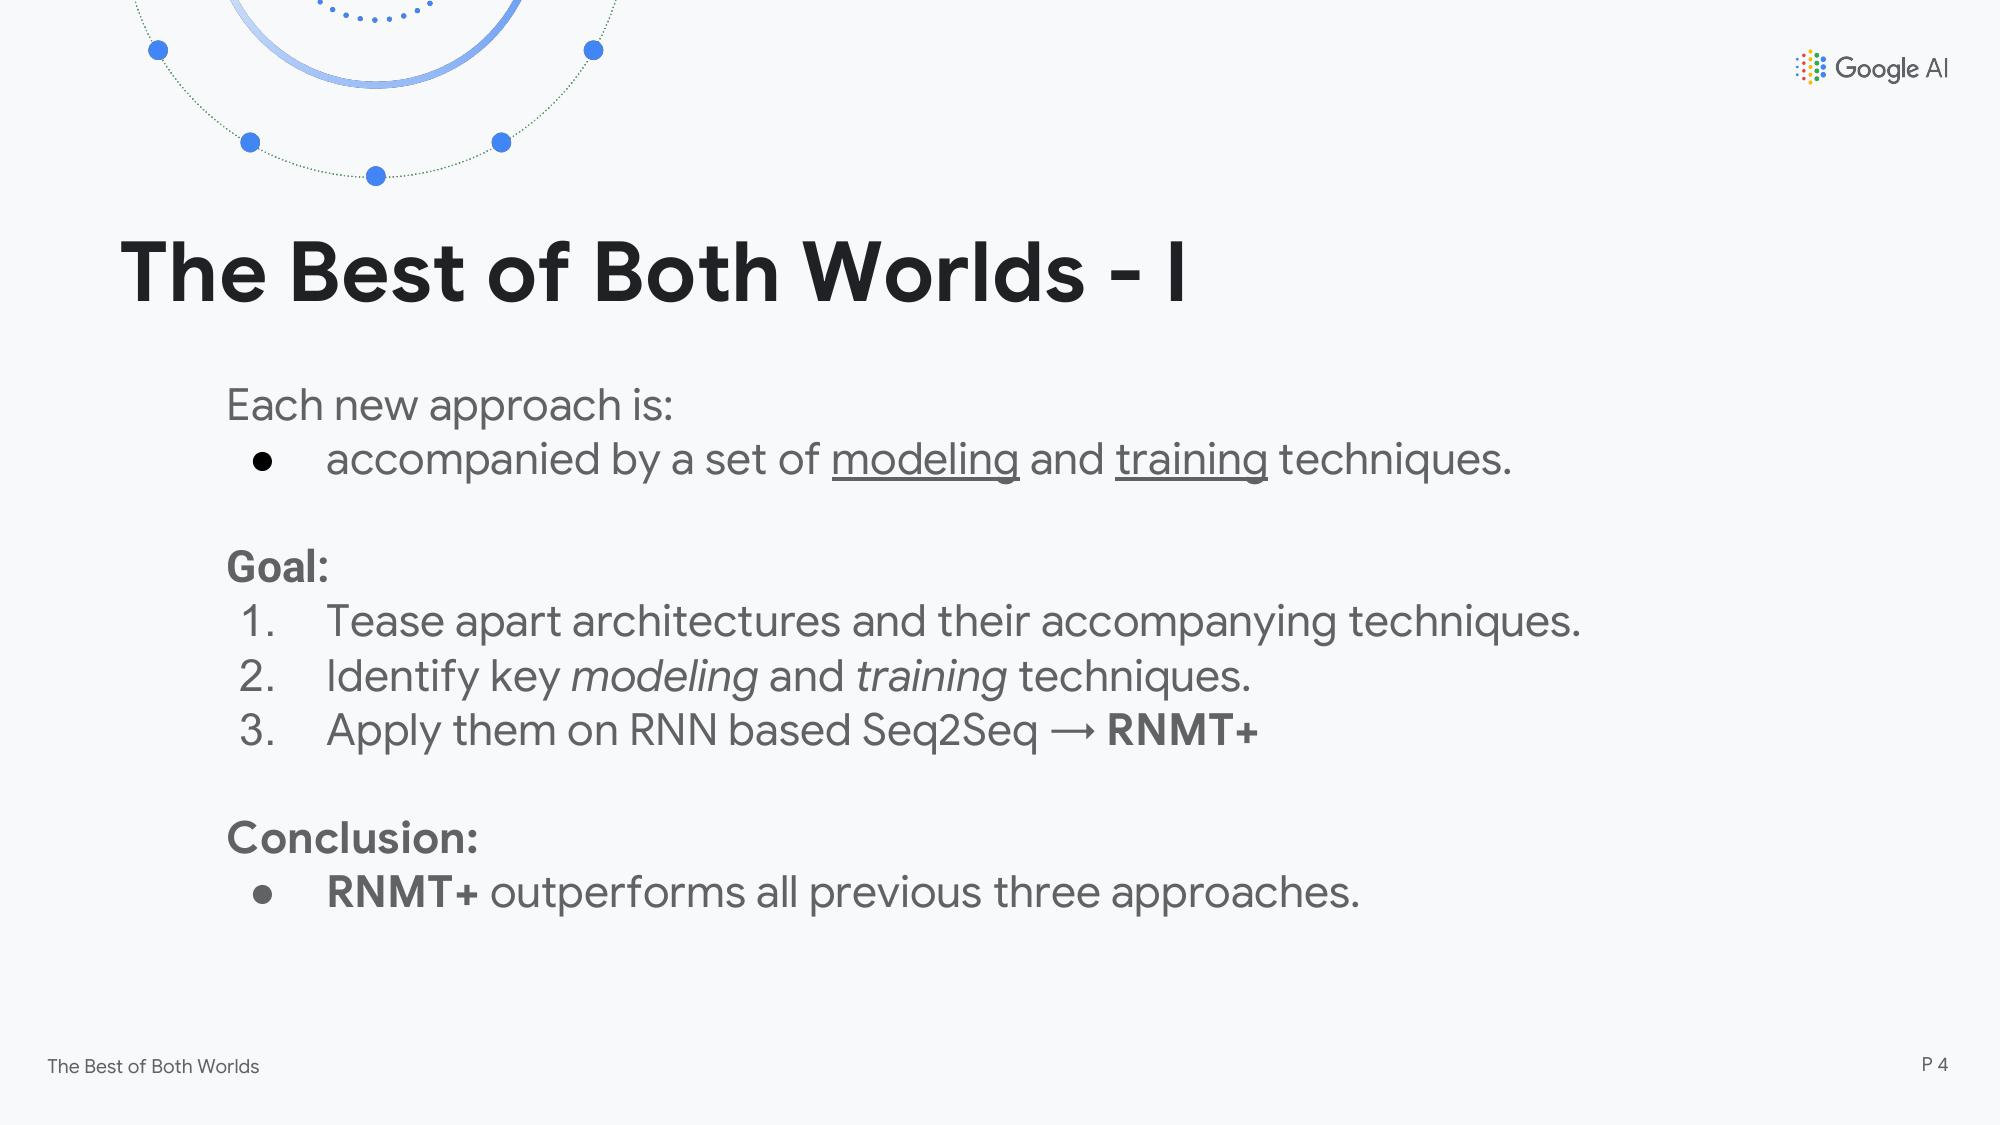 Google AI
The Best of Both Worlds - I
Each new approach is:
● accompanied by a set of modeling and training techniques.
Goal:
1. Tease apart architectures and their accompanying techniques.
2. Identify key modeling and training techniques.
3. Apply them on RNN based Seq2Seq → RNMT+
Conclusion:
● RNMT+ outperforms all previous three approaches.
The Best of Both Worlds
P 4